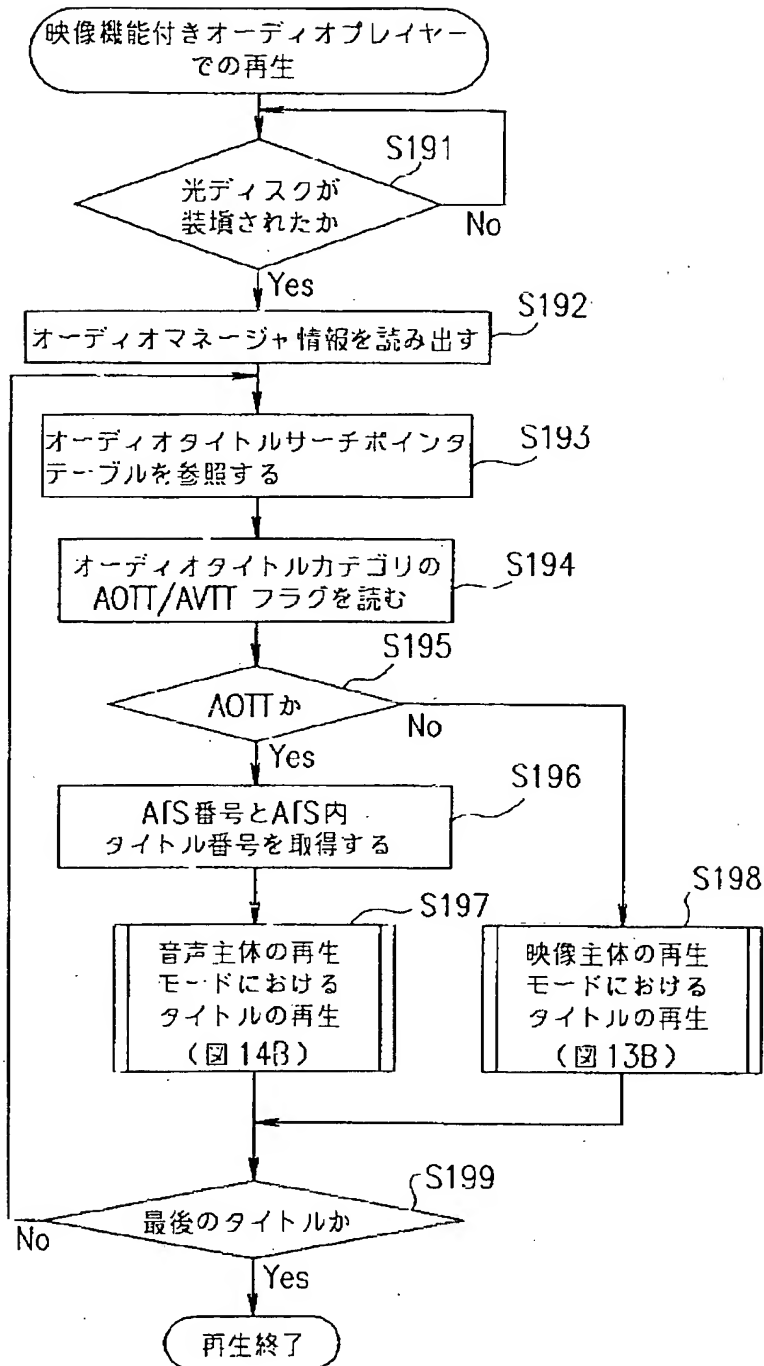 映像機能付きオーディオプレイヤー
での再生
S191
光ディスクが
装填されたか
No
Yes
S192
オーディオマネージャ情報を読み出す
S193
オーディオタイトルサーチポインタ
テーブルを参照する
S194
オーディオタイトルカテゴリの
AOTT/AVTT フラグを読む
S195
AOTTか
No
Yes
S196
ATS番号とATS内
タイトル番号を取得する
S197
音声主体の再生
モードにおける
タイトルの再生
(図14B)
S198
映像主体の再生
モードにおける
タイトルの再生
(図13B)
S199
最後のタイトルか
No
Yes
再生終了